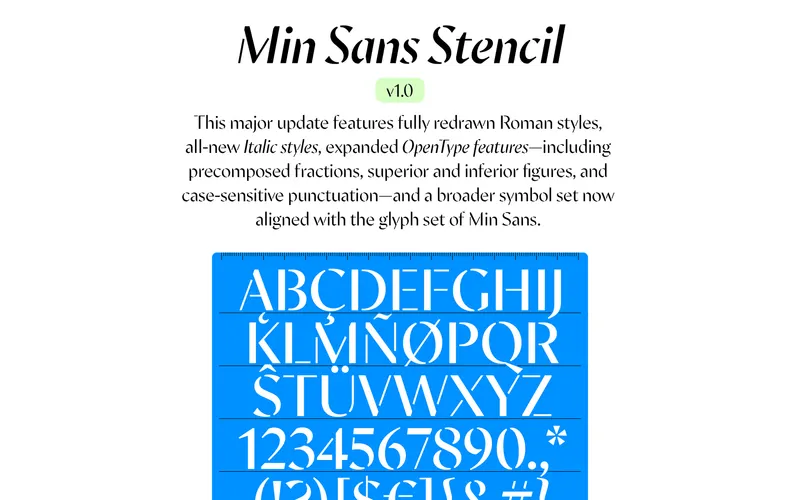 Min Sans Stencil
v1.0
This major update features fully redrawn Roman styles,
all-new Italic styles, expanded OpenType features—including
precomposed fractions, superior and inferior figures, and
case-sensitive punctuation—and a broader symbol set now
aligned with the glyph set of Min Sans.
ABÇDEFGHIJ
ĶLMÑØPQR
ŜTÜVWXYZ
1234567890.,*
(!?)[$€]{&#}